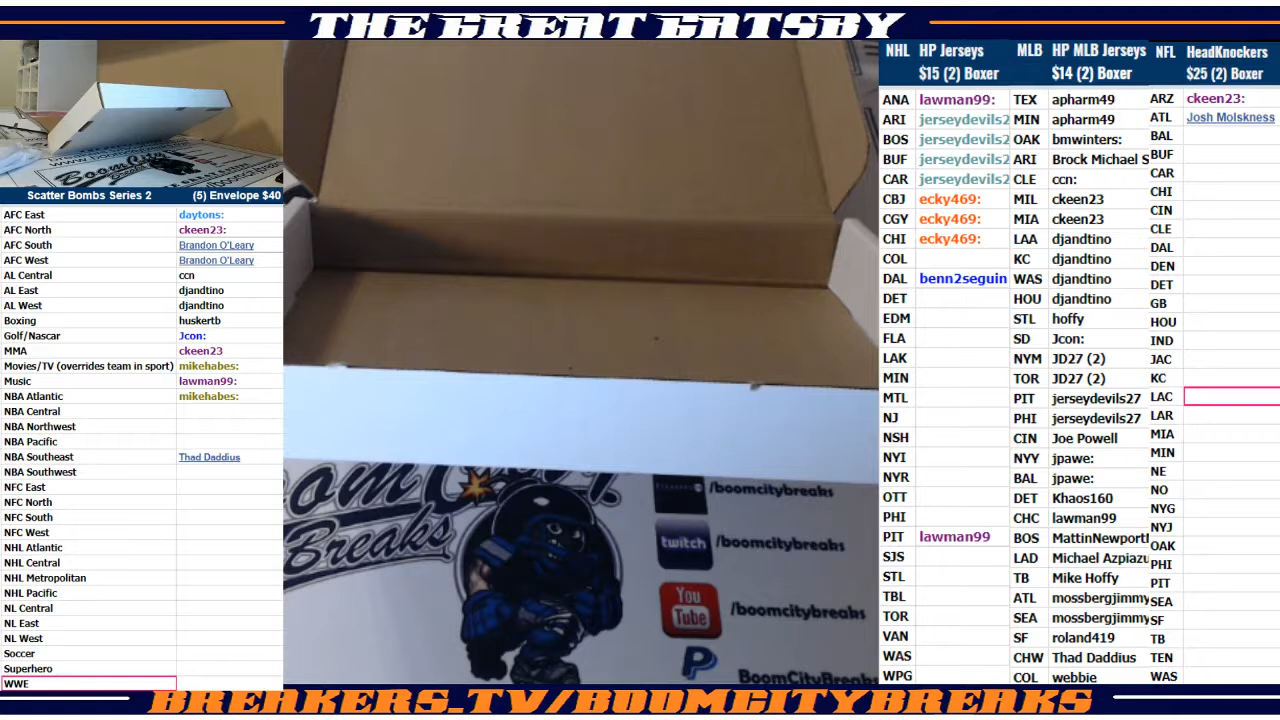 THE GREAT GATSBY
Scatter Bombs Series 2 (5) Envelope $40
AFC East daytons:
AFC North ckeen23:
AFC South Brandon O'Leary
AFC West Brandon O'Leary
AL Central ccn
AL East djandtino
AL West djandtino
Boxing huskertb
Golf/Nascar Jcon:
MMA ckeen23
Movies/TV (overrides team in sport) mikehabes:
Music lawman99:
NBA Atlantic mikehabes:
NBA Central
NBA Northwest
NBA Pacific
NBA Southeast Thad Daddius
NBA Southwest
NFC East
NFC North
NFC South
NFC West
NHL Atlantic
NHL Central
NHL Metropolitan
NHL Pacific
NL Central
NL East
NL West
Soccer
Superhero
WWE
BoomCity
Breaks
/boomcitybreaks
twitch /boomcitybreaks
You Tube /boomcitybreaks
BoomCityBreaks
NHL HP Jerseys
$15 (2) Boxer
ANA lawman99:
ARI jerseydevils2
BOS jerseydevils2
BUF jerseydevils2
CAR jerseydevils2
CBJ ecky469:
CGY ecky469:
CHI ecky469:
COL
DAL benn2seguin
DET
EDM
FLA
LAK
MIN
MTL
NJ
NSH
NYI
NYR
OTT
PHI
PIT lawman99
SJS
STL
TBL
TOR
VAN
WAS
WPG
MLB HP MLB Jerseys
$14 (2) Boxer
TEX apharm49
MIN apharm49
OAK bmwinters:
ARI Brock Michael S
CLE ccn:
MIL ckeen23
MIA ckeen23
LAA djandtino
KC djandtino
WAS djandtino
HOU djandtino
STL hoffy
SD Jcon:
NYM JD27 (2)
TOR JD27 (2)
PIT jerseydevils27
PHI jerseydevils27
CIN Joe Powell
NYY jpawe:
BAL jpawe:
DET Khaos160
CHC lawman99
BOS MattinNewport
LAD Michael Azpiazu
TB Mike Hoffy
ATL mossbergjimmy
SEA mossbergjimmy
SF roland419
CHW Thad Daddius
COL webbie
NFL HeadKnockers
$25 (2) Boxer
ARZ ckeen23:
ATL Josh Molskness
BAL
BUF
CAR
CHI
CIN
CLE
DAL
DEN
DET
GB
HOU
IND
JAC
KC
LAC
LAR
MIA
MIN
NE
NO
NYG
NYJ
OAK
PHI
PIT
SEA
SF
TB
TEN
WAS
BREAKERS.TV/BOOMCITYBREAKS